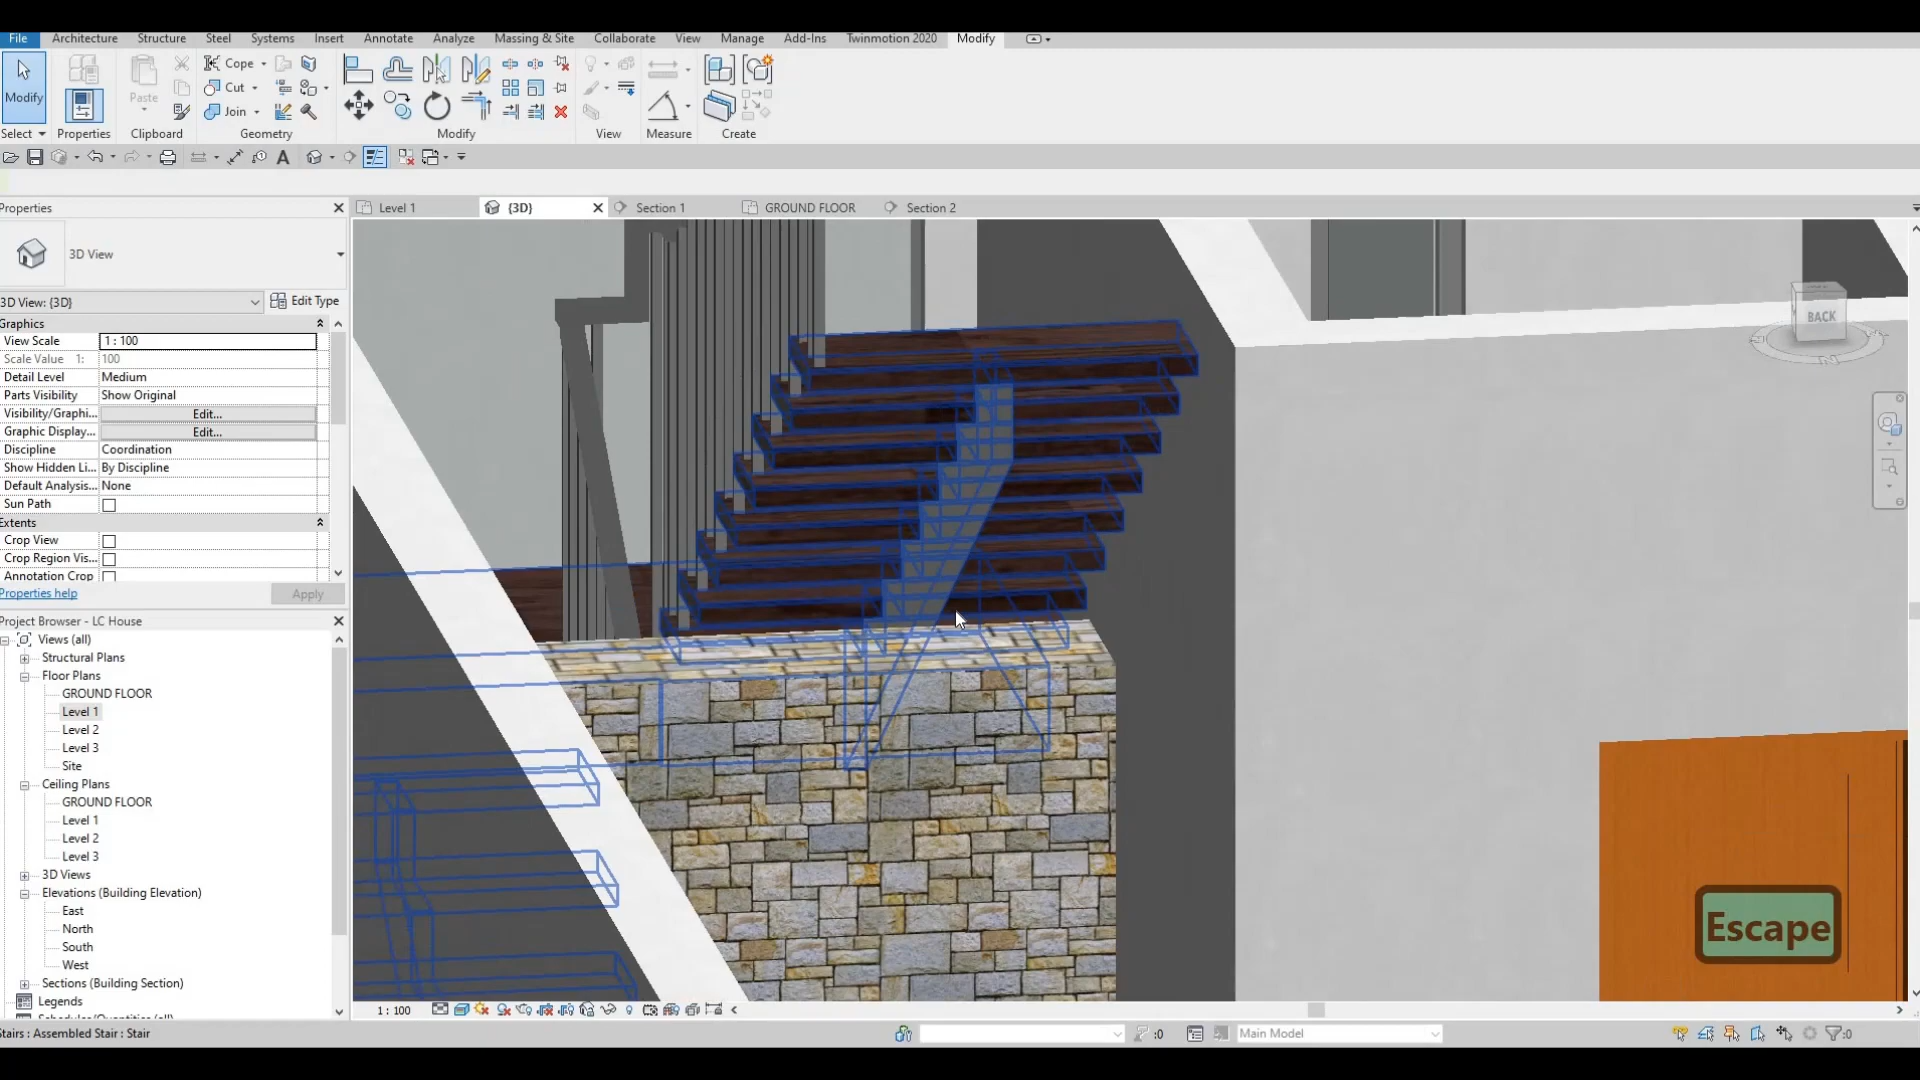 File Architecture Structure Steel Systems Insert Annotate Analyze Massing & Site Collaborate View Manage Add-Ins Twinmotion 2020 Modify
Modify Paste Cope Cut Join
Select Properties Clipboard Geometry Modify View Measure Create
Properties
Level 1 {3D} Section 1 GROUND FLOOR Section 2
3D View
3D View: {3D} Edit Type
Graphics
View Scale 1 : 100
Scale Value 1: 100
Detail Level Medium
Parts Visibility Show Original
Visibility/Graphi... Edit...
Graphic Display... Edit...
Discipline Coordination
Show Hidden Li... By Discipline
Default Analysis... None
Sun Path
Extents
Crop View
Crop Region Vis...
Annotation Crop
Properties help Apply
Project Browser - LC House
Views (all)
Structural Plans
Floor Plans
GROUND FLOOR
Level 1
Level 2
Level 3
Site
Ceiling Plans
GROUND FLOOR
Level 1
Level 2
Level 3
3D Views
Elevations (Building Elevation)
East
North
South
West
Sections (Building Section)
Legends
BACK
Escape
1 : 100
Stairs : Assembled Stair : Stair :0 Main Model :0